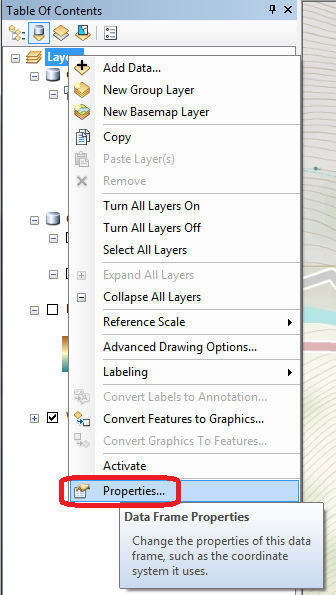 Table Of Contents
Laye
Add Data...
New Group Layer
New Basemap Layer
Copy
Paste Layer(s)
Remove
Turn All Layers On
Turn All Layers Off
Select All Layers
Expand All Layers
Collapse All Layers
Reference Scale
Advanced Drawing Options...
Labeling
Convert Labels to Annotation...
Convert Features to Graphics...
Convert Graphics To Features...
Activate
Properties...
Data Frame Properties
Change the properties of this data
frame, such as the coordinate
system it uses.